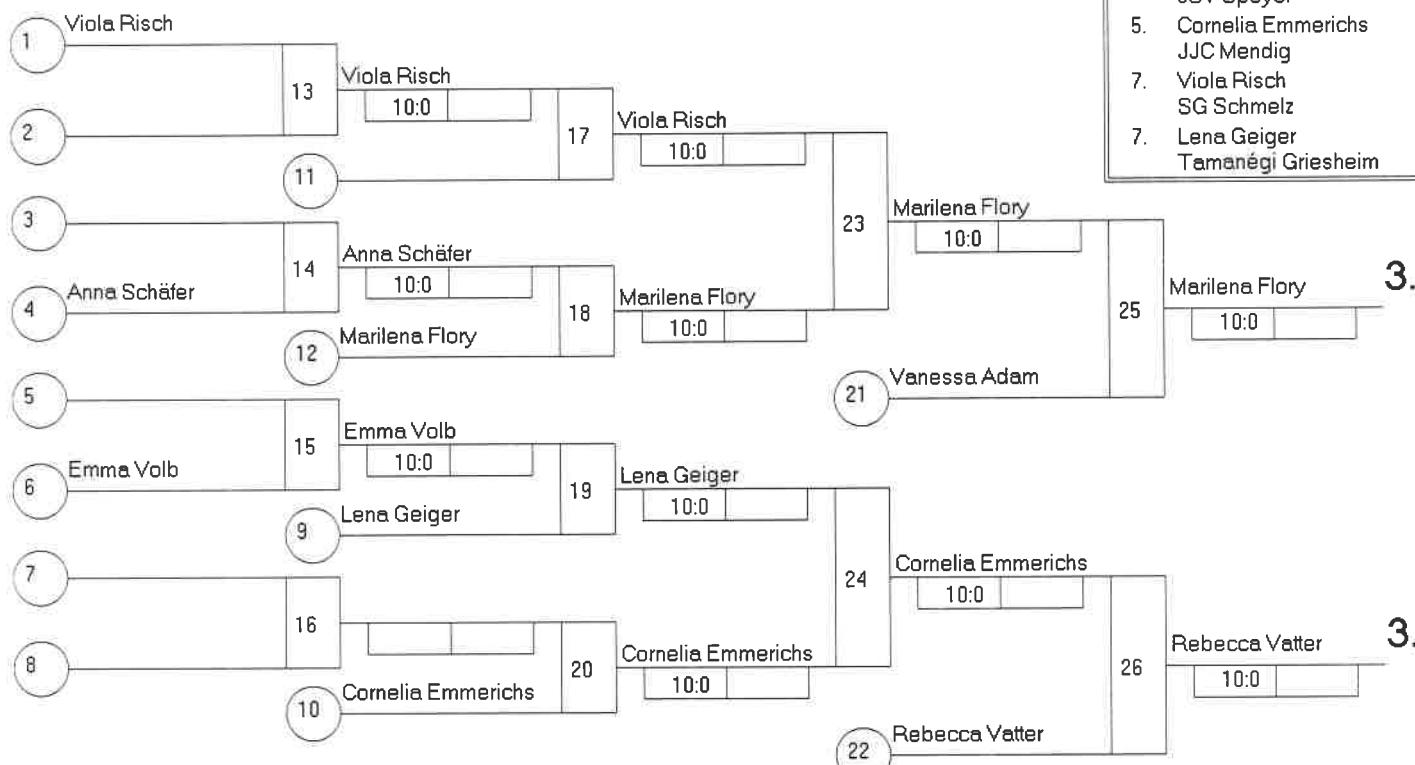 JSV Speyer
5. Cornelia Emmerichs
JJC Mendig
7. Viola Risch
SG Schmelz
7. Lena Geiger
Tamanégi Griesheim
1 Viola Risch
2
13 Viola Risch
10:0
11
17 Viola Risch
10:0
3
4 Anna Schäfer
14 Anna Schäfer
10:0
12 Marilena Flory
18 Marilena Flory
10:0
23 Marilena Flory
10:0
21 Vanessa Adam
25 Marilena Flory 3.
10:0
5
6 Emma Volb
15 Emma Volb
10:0
9 Lena Geiger
19 Lena Geiger
10:0
7
8
16
10 Cornelia Emmerichs
20 Cornelia Emmerichs
10:0
24 Cornelia Emmerichs
10:0
22 Rebecca Vatter
26 Rebecca Vatter 3.
10:0